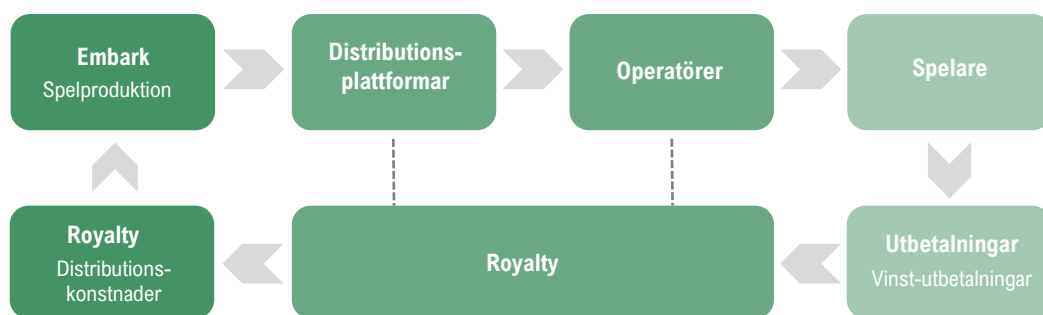 Embark
Spelproduktion
Distributions-
plattformar
Operatörer
Spelare
Royalty
Distributions-
konstnader
Royalty
Utbetalningar
Vinst-utbetalningar